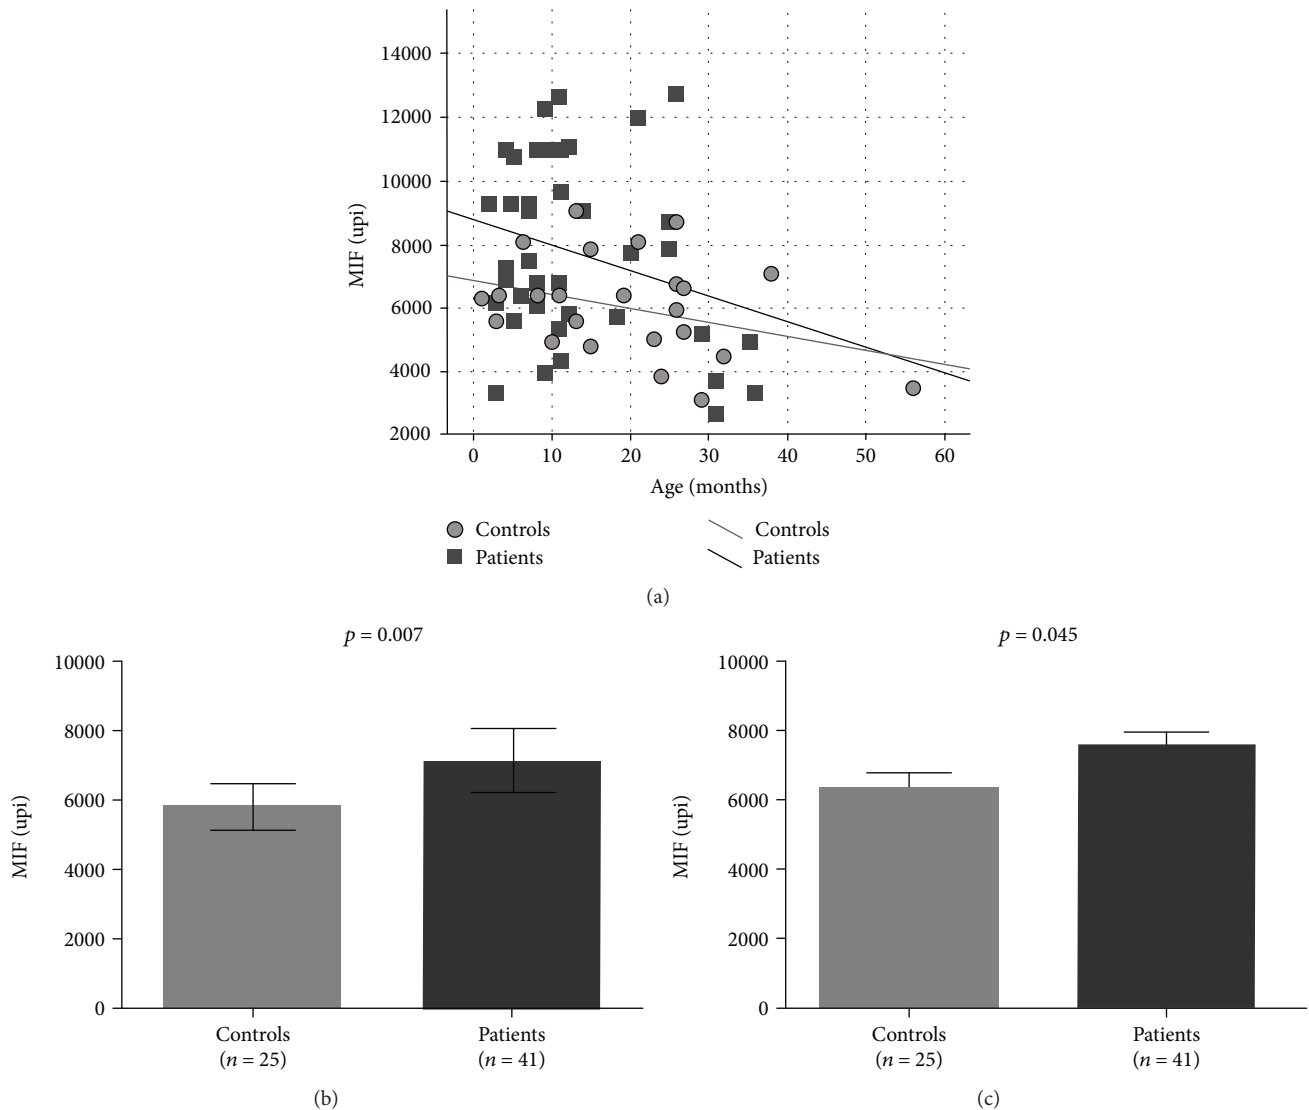 14000
12000
10000
8000
6000
4000
2000
MIF (upi)
0 10 20 30 40 50 60
Age (months)
Controls Controls
Patients Patients
(a)
p = 0.007
10000
8000
6000
4000
2000
0
MIF (upi)
Controls Patients
(n = 25) (n = 41)
(b)
p = 0.045
10000
8000
6000
4000
2000
0
MIF (upi)
Controls Patients
(n = 25) (n = 41)
(c)